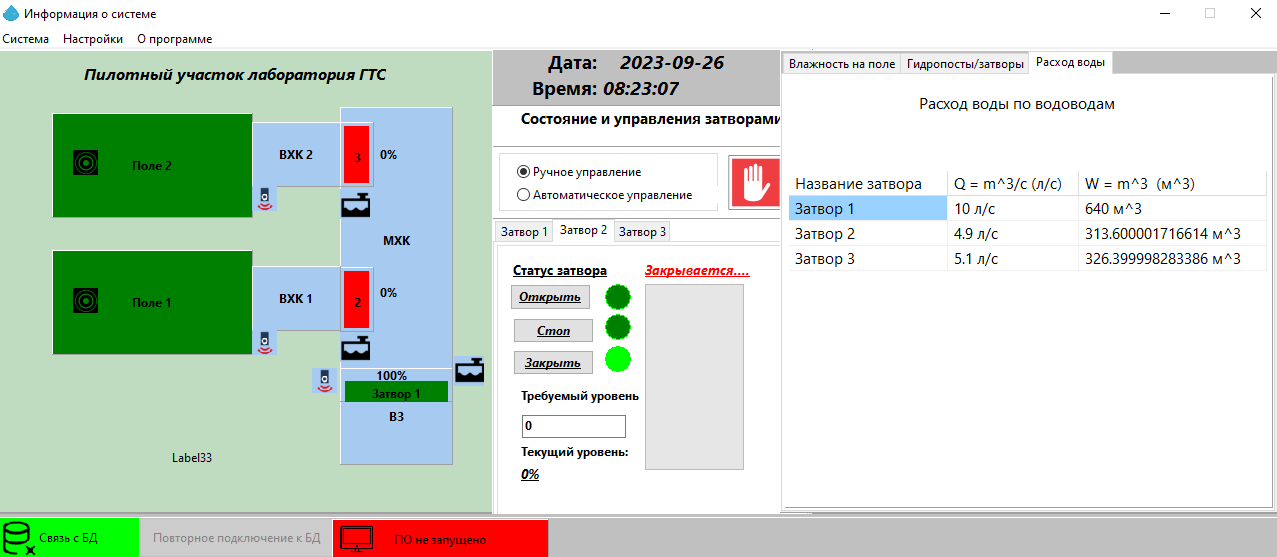 Информация о системе
Система Настройки О программе
Пилотный участок лаборатория ГТС
Поле 2
ВХК 2
3
0%
МХК
Поле 1
ВХК 1
2
0%
100%
Затвор 1
ВЗ
Label33
Дата: 2023-09-26
Время: 08:23:07
Состояние и управления затворами
Ручное управление
Автоматическое управление
Затвор 1 Затвор 2 Затвор 3
Статус затвора Закрывается....
Открыть
Стоп
Закрыть
Требуемый уровень
0
Текущий уровень:
0%
Влажность на поле Гидропосты/затворы Расход воды
Расход воды по водоводам
Название затвора Q = m^3/c (л/с) W = m^3 (м^3)
Затвор 1 10 л/с 640 м^3
Затвор 2 4.9 л/с 313.600001716614 м^3
Затвор 3 5.1 л/с 326.399998283386 м^3
Связь с БД Повторное подключение к БД ПО не запущено